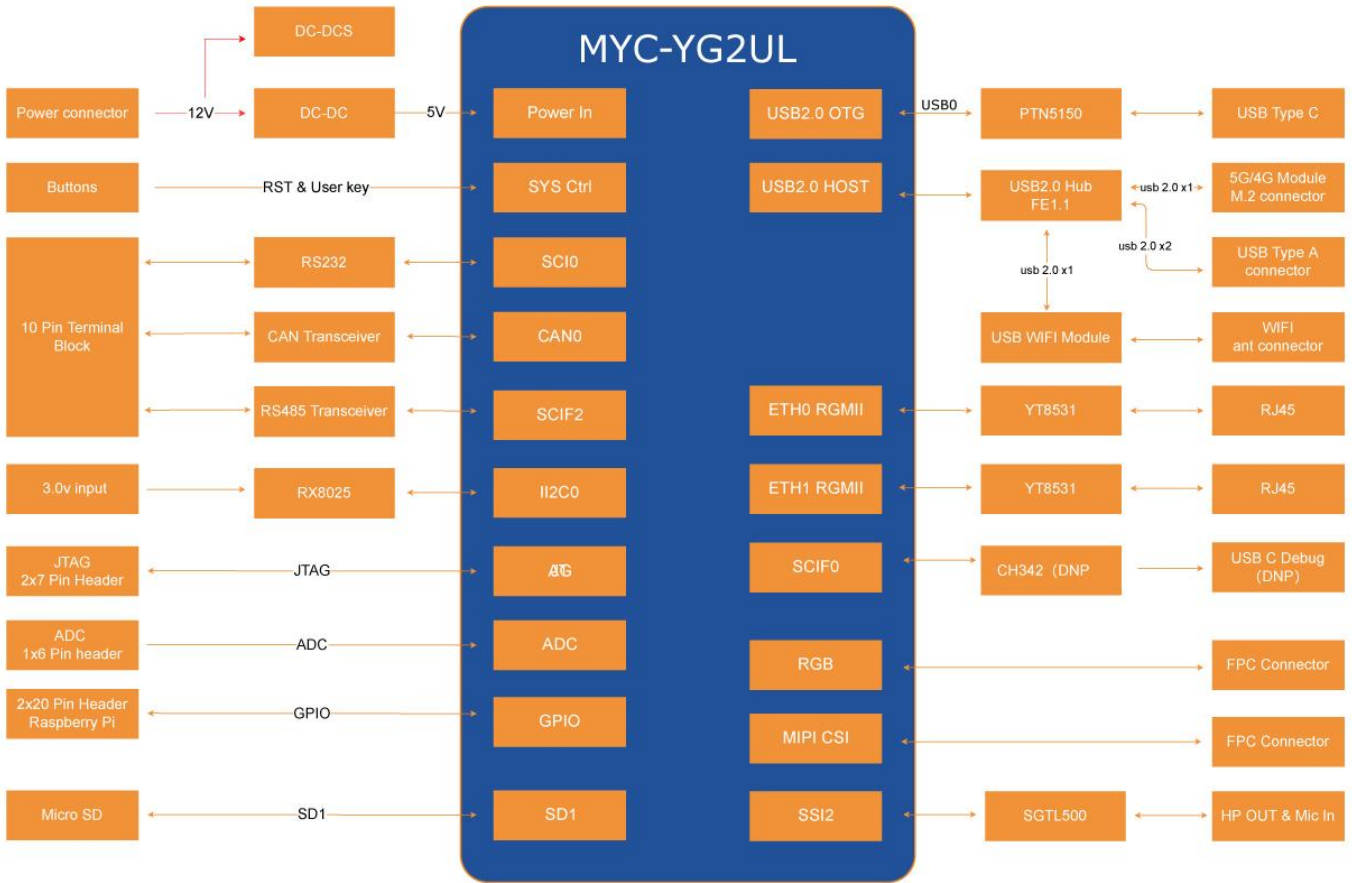 MYC-YG2UL
DC-DCS
Power connector
12V
DC-DC
5V
Power In
Buttons
RST & User key
SYS Ctrl
10 Pin Terminal
Block
RS232
SCI0
CAN Transceiver
CAN0
RS485 Transceiver
SCIF2
3.0v input
RX8025
II2C0
JTAG
2x7 Pin Header
JTAG
ADC
1x6 Pin header
ADC
ADC
2x20 Pin Header
Raspberry Pi
GPIO
GPIO
Micro SD
SD1
SD1
USB2.0 OTG
USB0
PTN5150
USB Type C
USB2.0 HOST
USB2.0 Hub
FE1.1
usb 2.0 x1
5G/4G Module
M.2 connector
usb 2.0 x2
USB Type A
connector
usb 2.0 x1
USB WIFI Module
WIFI
ant connector
ETH0 RGMII
YT8531
RJ45
ETH1 RGMII
YT8531
RJ45
SCIF0
CH342（DNP
USB C Debug
（DNP）
RGB
FPC Connector
MIPI CSI
FPC Connector
SSI2
SGTL500
HP OUT & Mic In